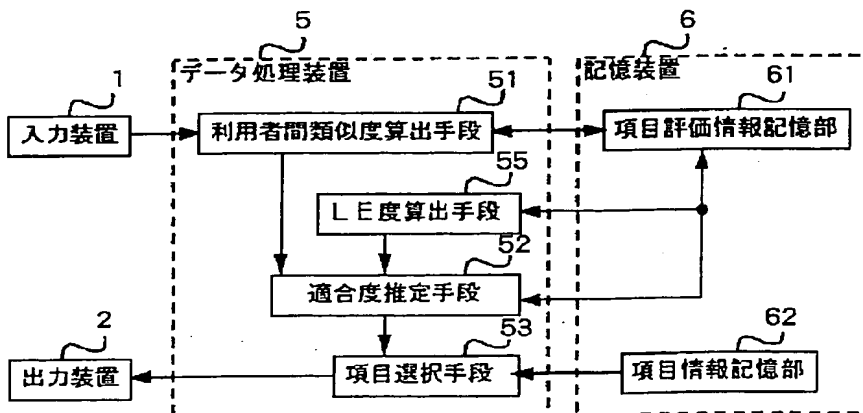 5
6
データ処理装置
記憶装置
1
51
61
入力装置
利用者間類似度算出手段
項目評価情報記憶部
55
LE度算出手段
52
適合度推定手段
53
62
2
出力装置
項目選択手段
項目情報記憶部